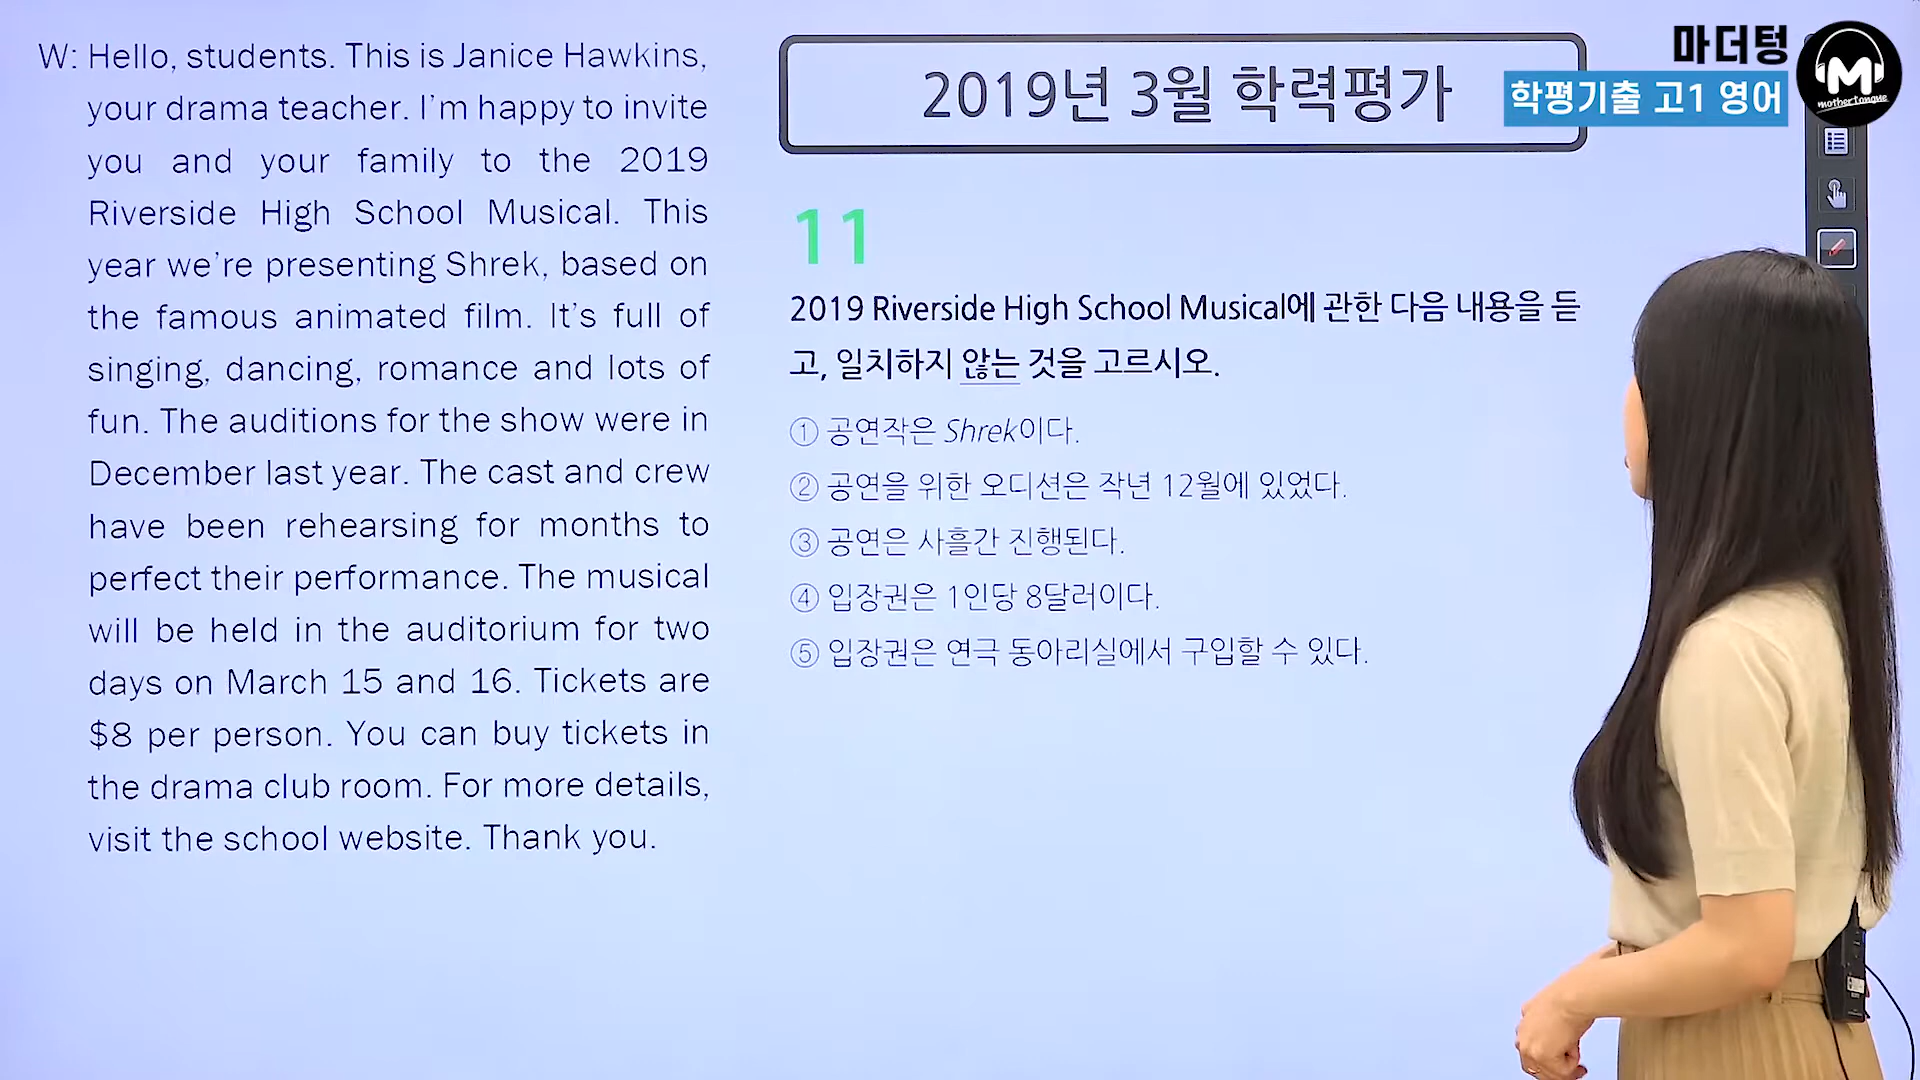 W: Hello, students. This is Janice Hawkins,
your drama teacher. I'm happy to invite
you and your family to the 2019
Riverside High School Musical. This
year we're presenting Shrek, based on
the famous animated film. It's full of
singing, dancing, romance and lots of
fun. The auditions for the show were in
December last year. The cast and crew
have been rehearsing for months to
perfect their performance. The musical
will be held in the auditorium for two
days on March 15 and 16. Tickets are
$8 per person. You can buy tickets in
the drama club room. For more details,
visit the school website. Thank you.
2019년 3월 학력평가
마더텅
학평기출 고1 영어
M
mothertongue
11
2019 Riverside High School Musical에 관한 다음 내용을 듣
고, 일치하지 않는 것을 고르시오.
① 공연작은 Shrek이다.
② 공연을 위한 오디션은 작년 12월에 있었다.
③ 공연은 사흘간 진행된다.
④ 입장권은 1인당 8달러이다.
⑤ 입장권은 연극 동아리실에서 구입할 수 있다.